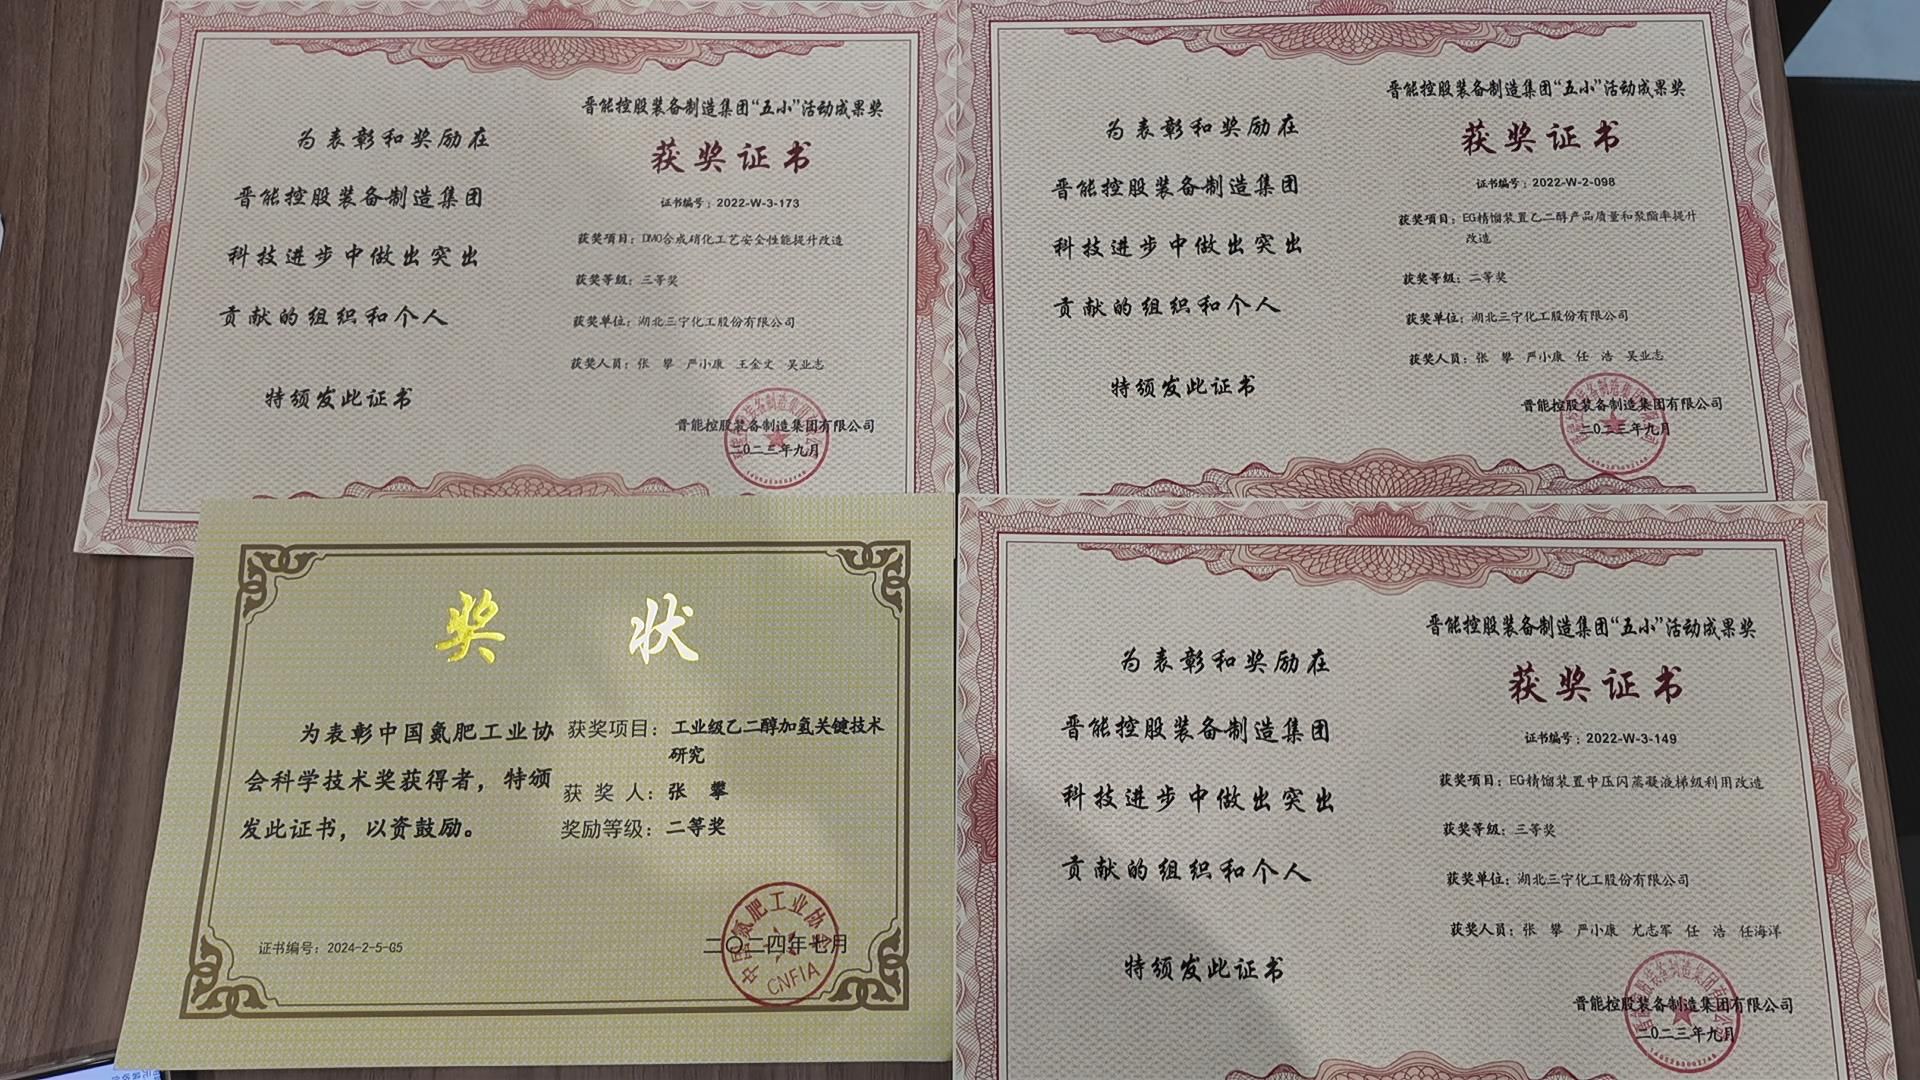 为表彰和奖励在
晋能控股装备制造集团
科技进步中做出突出
贡献的组织和个人
特颁发此证书
晋能控股装备制造集团“五小”活动成果奖
获奖证书
证书编号：2022-W-3-173
获奖项目：DMO合成硝化工艺安全性能提升改造
获奖等级：三等奖
获奖单位：湖北三宁化工股份有限公司
获奖人员：张 攀 严小康 王金文 吴业志
晋能控股装备制造集团有限公司
二〇二三年九月
为表彰和奖励在
晋能控股装备制造集团
科技进步中做出突出
贡献的组织和个人
特颁发此证书
晋能控股装备制造集团“五小”活动成果奖
获奖证书
证书编号：2022-W-2-098
获奖项目：EG精馏装置乙二醇产品质量和聚酯率提升
改造
获奖等级：二等奖
获奖单位：湖北三宁化工股份有限公司
获奖人员：张 攀 严小康 任 浩 吴业志
晋能控股装备制造集团有限公司
二〇二三年九月
奖 状
为表彰中国氮肥工业协
会科学技术奖获得者，特颁
发此证书，以资鼓励。
获奖项目：工业级乙二醇加氢关键技术
研究
获 奖 人：张 攀
奖励等级：二等奖
证书编号：2024-2-5-G5
二〇二四年七月
中国氮肥工业协会
CNFIA
为表彰和奖励在
晋能控股装备制造集团
科技进步中做出突出
贡献的组织和个人
特颁发此证书
晋能控股装备制造集团“五小”活动成果奖
获奖证书
证书编号：2022-W-3-149
获奖项目：EG精馏装置中压闪蒸凝液梯级利用改造
获奖等级：三等奖
获奖单位：湖北三宁化工股份有限公司
获奖人员：张 攀 严小康 尤志军 任 浩 任海洋
晋能控股装备制造集团有限公司
二〇二三年九月